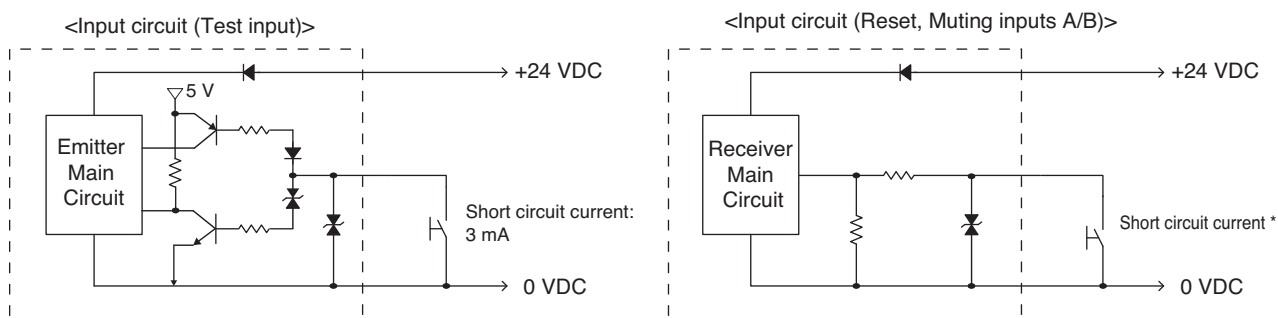 <Input circuit (Test input)>
+24 VDC
5 V
Emitter
Main
Circuit
Short circuit current:
3 mA
0 VDC
<Input circuit (Reset, Muting inputs A/B)>
+24 VDC
Receiver
Main
Circuit
Short circuit current *
0 VDC